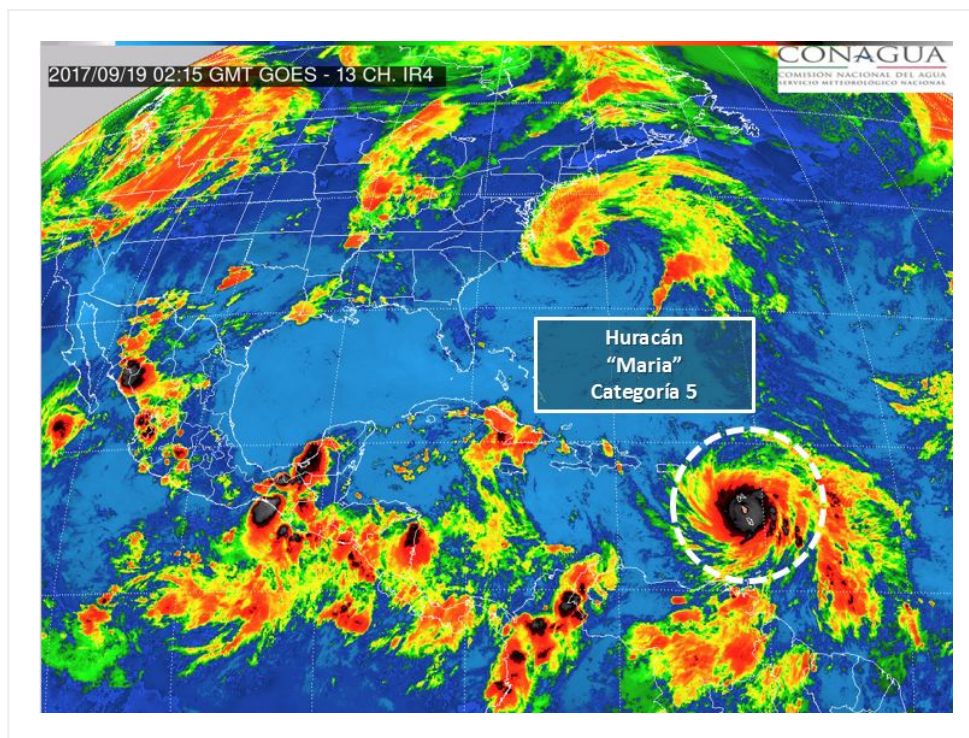 CONAGUA
COMISIÓN NACIONAL DEL AGUA
SERVICIO METEOROLÓGICO NACIONAL
2017/09/19 02:15 GMT GOES - 13 CH. IR4
Huracán
“Maria”
Categoría 5